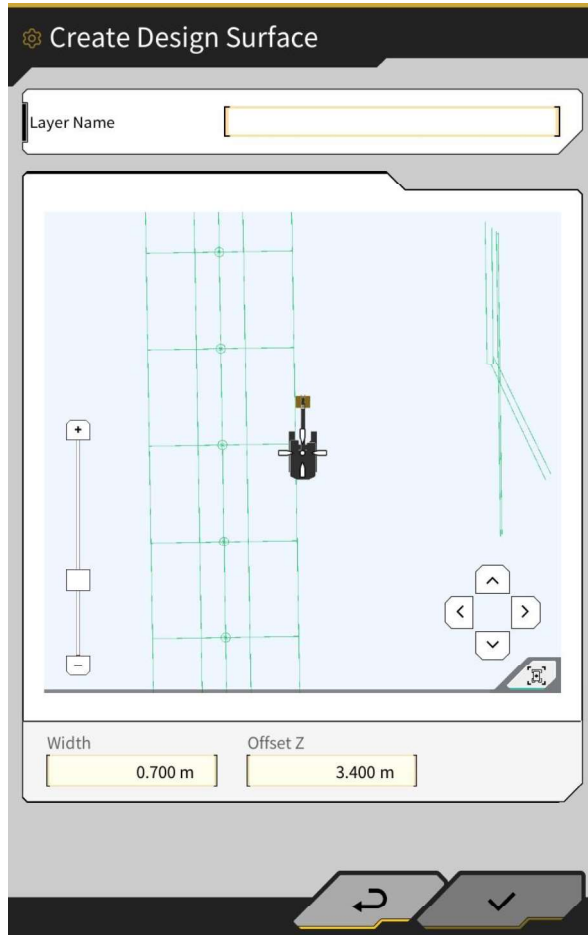 Create Design Surface
Layer Name
+
−
Width Offset Z
0.700 m 3.400 m